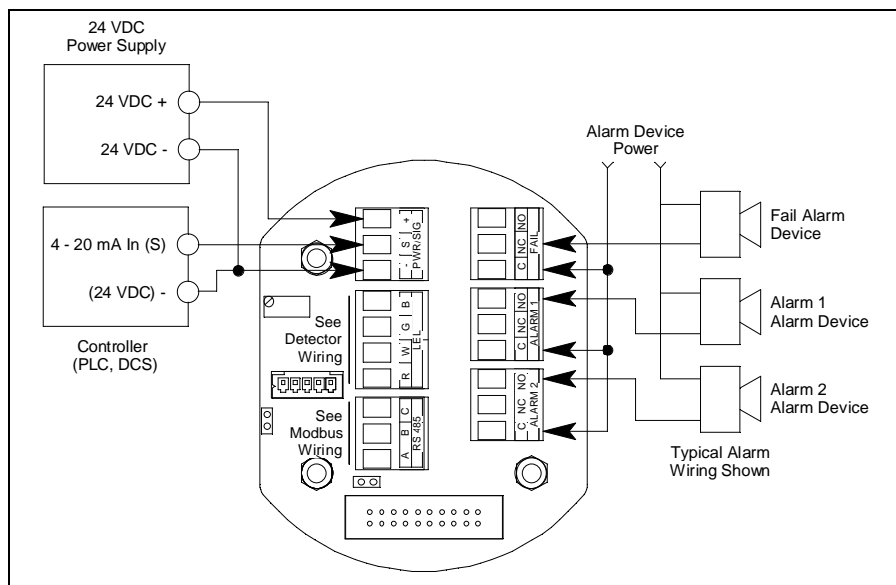 24 VDC
Power Supply
24 VDC +
24 VDC -
4 - 20 mA In (S)
(24 VDC) -
Controller
(PLC, DCS)
+
S
-
PWR/SIG
See
Detector
Wiring
B
G
W
R
LEL
See
Modbus
Wiring
C
B
A
RS 485
C NC NO
FAIL
C NC NO
ALARM 1
C NC NO
ALARM 2
Alarm Device
Power
Fail Alarm
Device
Alarm 1
Alarm Device
Alarm 2
Alarm Device
Typical Alarm
Wiring Shown